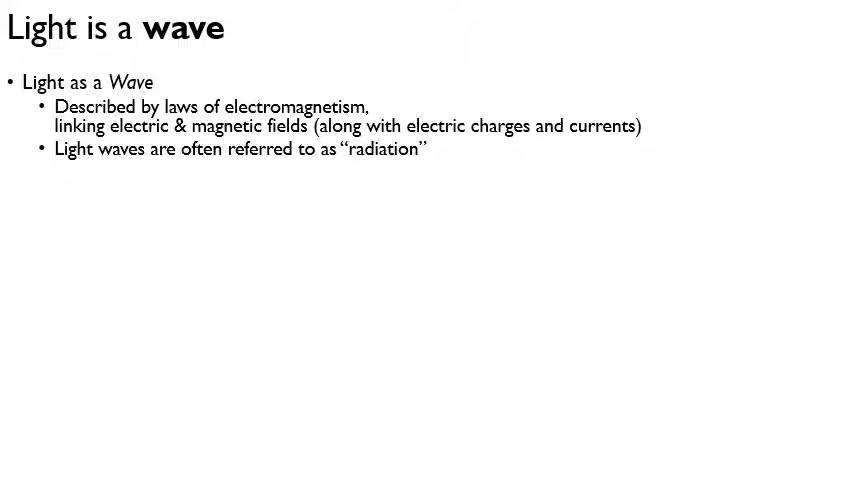 Light is a wave
• Light as a Wave
• Described by laws of electromagnetism,
linking electric & magnetic fields (along with electric charges and currents)
• Light waves are often referred to as “radiation”